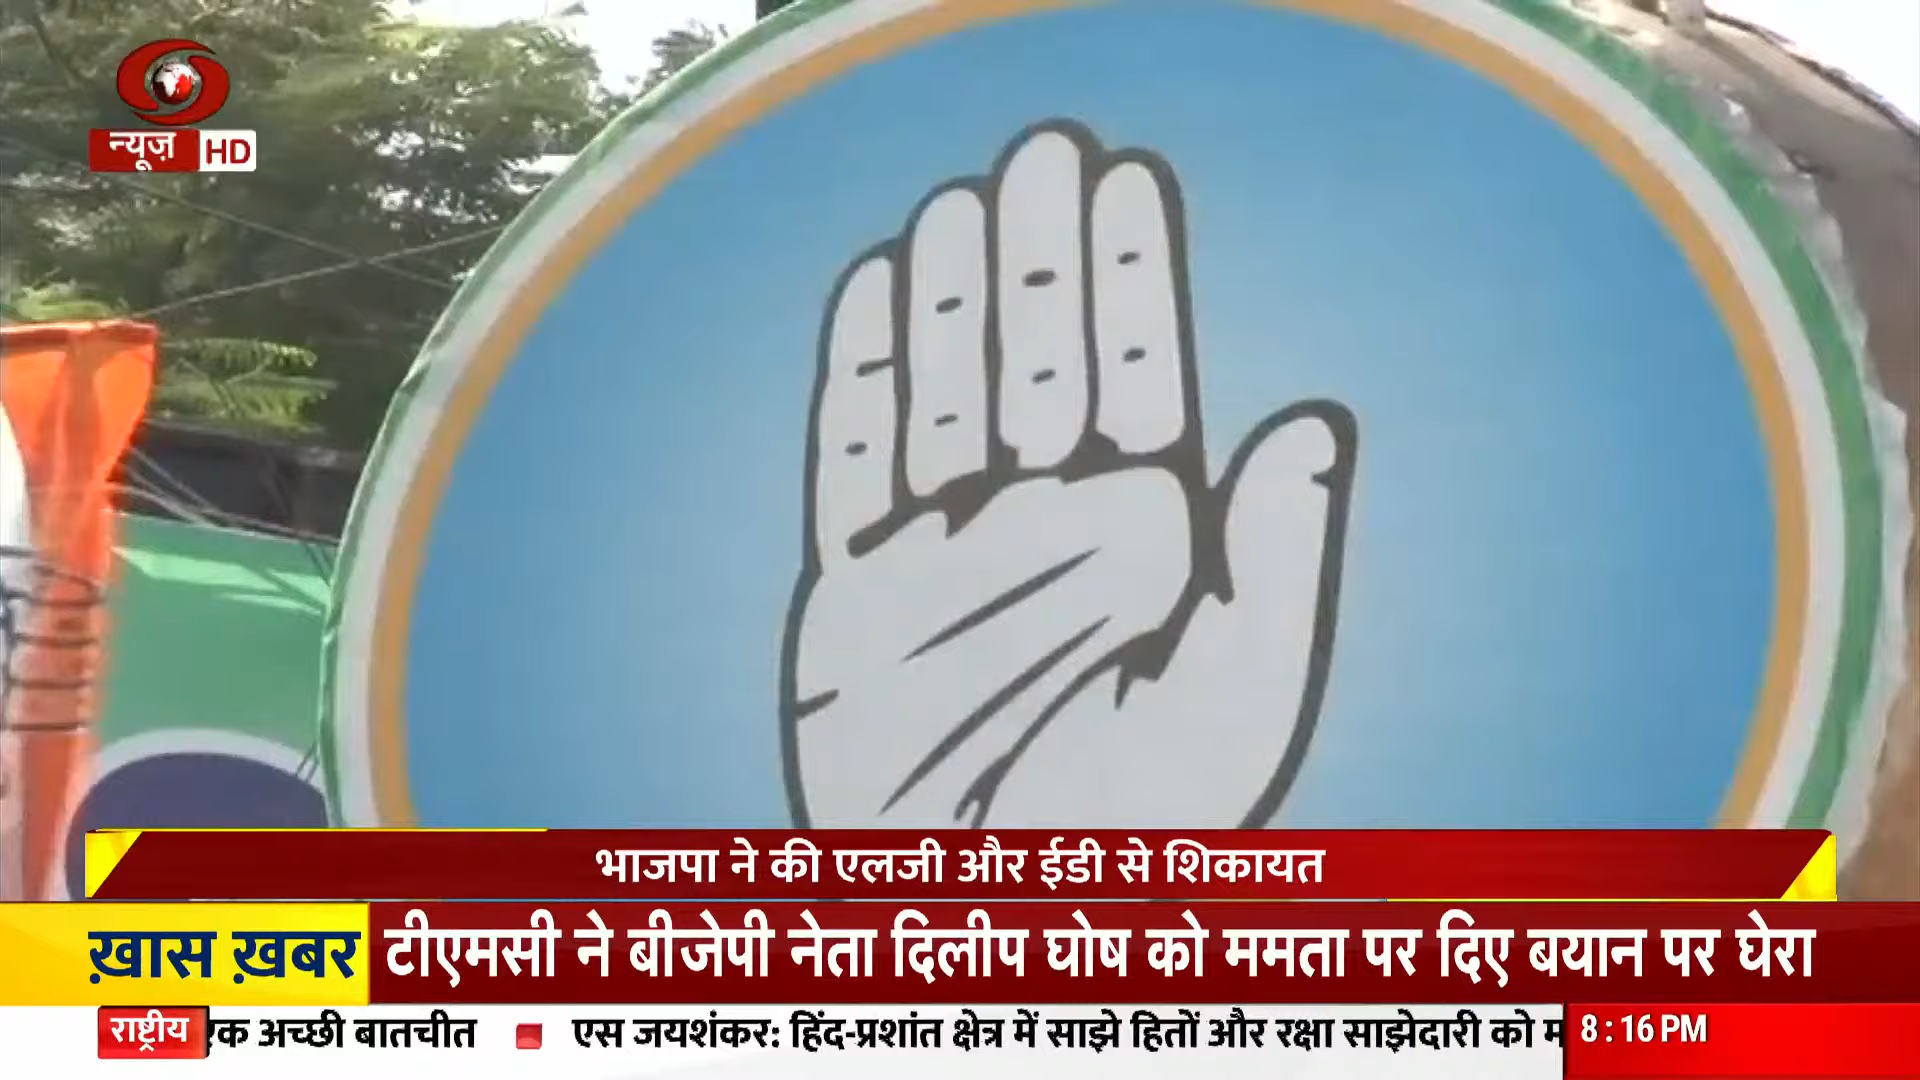 न्यूज़ HD
भाजपा ने की एलजी और ईडी से शिकायत
ख़ास ख़बर
टीएमसी ने बीजेपी नेता दिलीप घोष को ममता पर दिए बयान पर घेरा
राष्ट्रीय
एक अच्छी बातचीत
एस जयशंकर: हिंद-प्रशांत क्षेत्र में साझे हितों और रक्षा साझेदारी को
8:16 PM